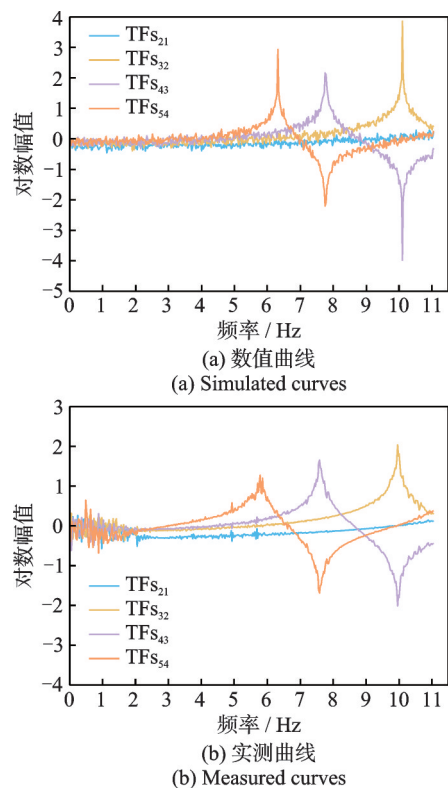 4
3
2
1
0
−1
−2
−3
−4
−5
对数幅值
TFs₂₁
TFs₃₂
TFs₄₃
TFs₅₄
0 1 2 3 4 5 6 7 8 9 10 11
频率 / Hz
(a) 数值曲线
(a) Simulated curves
3
2
1
0
−1
−2
−3
−4
对数幅值
TFs₂₁
TFs₃₂
TFs₄₃
TFs₅₄
0 1 2 3 4 5 6 7 8 9 10 11
频率 / Hz
(b) 实测曲线
(b) Measured curves